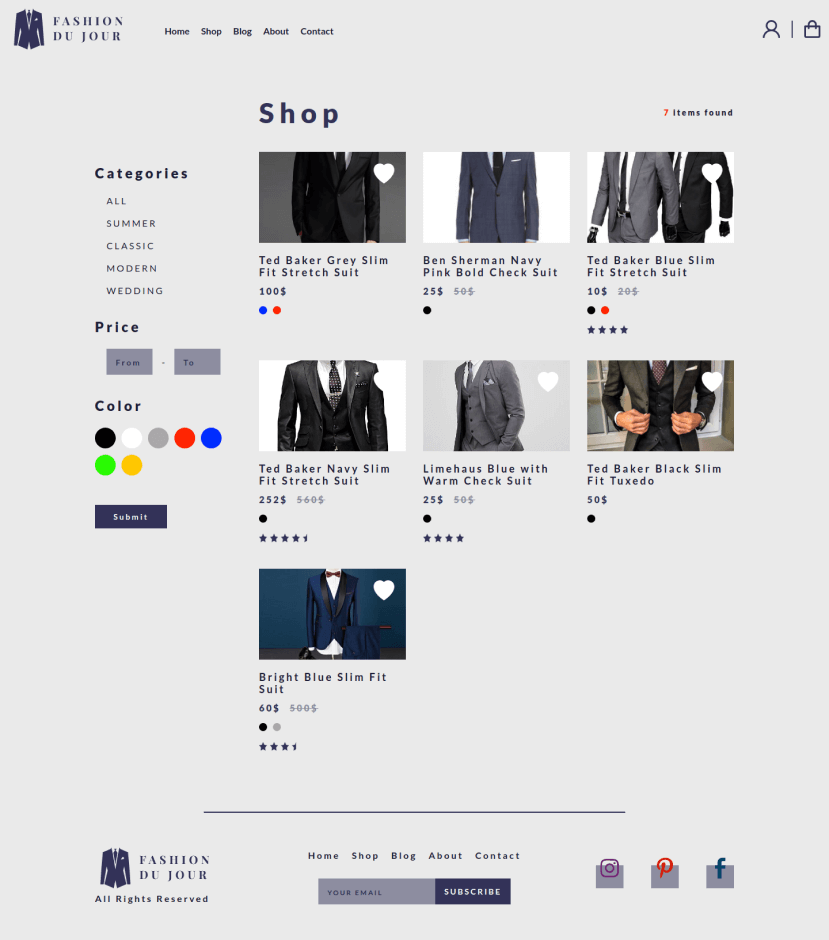 FASHION
DU JOUR
Home Shop Blog About Contact
Shop
7 items found
Categories
ALL
SUMMER
CLASSIC
MODERN
WEDDING
Price
From - To
Color
Submit
Ted Baker Grey Slim
Fit Stretch Suit
100$
Ben Sherman Navy
Pink Bold Check Suit
25$ 50$
Ted Baker Blue Slim
Fit Stretch Suit
10$ 20$
Ted Baker Navy Slim
Fit Stretch Suit
252$ 560$
Limehaus Blue with
Warm Check Suit
25$ 50$
Ted Baker Black Slim
Fit Tuxedo
50$
Bright Blue Slim Fit
Suit
60$ 500$
FASHION
DU JOUR
All Rights Reserved
Home Shop Blog About Contact
YOUR EMAIL SUBSCRIBE